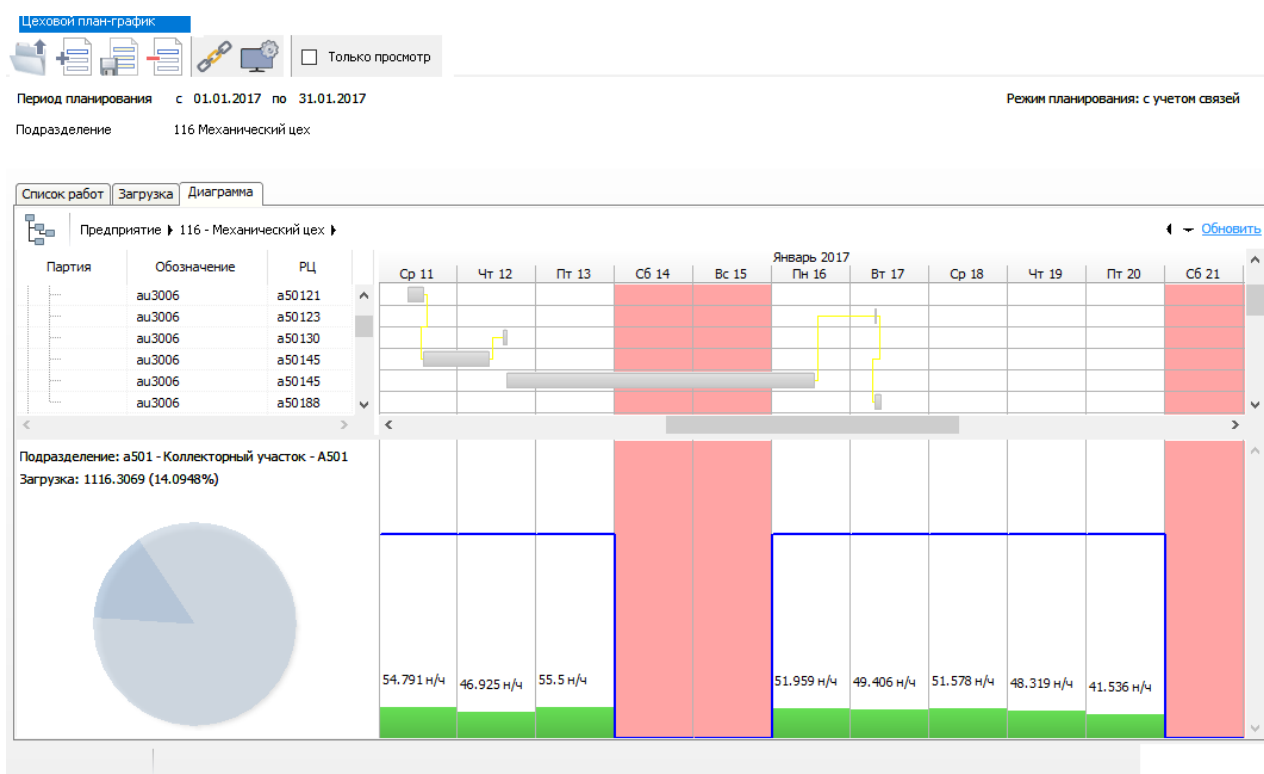 Цеховой план-график
Только просмотр
Период планирования с 01.01.2017 по 31.01.2017 Режим планирования: с учетом связей
Подразделение 116 Механический цех
Список работ Загрузка Диаграмма
Предприятие 116 - Механический цех Обновить
Партия Обозначение РЦ
Январь 2017
Ср 11 Чт 12 Пт 13 Сб 14 Вс 15 Пн 16 Вт 17 Ср 18 Чт 19 Пт 20 Сб 21
au3006 a50121
au3006 a50123
au3006 a50130
au3006 a50145
au3006 a50145
au3006 a50188
Подразделение: a501 - Коллекторный участок - А501
Загрузка: 1116.3069 (14.0948%)
54.791 н/ч 46.925 н/ч 55.5 н/ч 51.959 н/ч 49.406 н/ч 51.578 н/ч 48.319 н/ч 41.536 н/ч